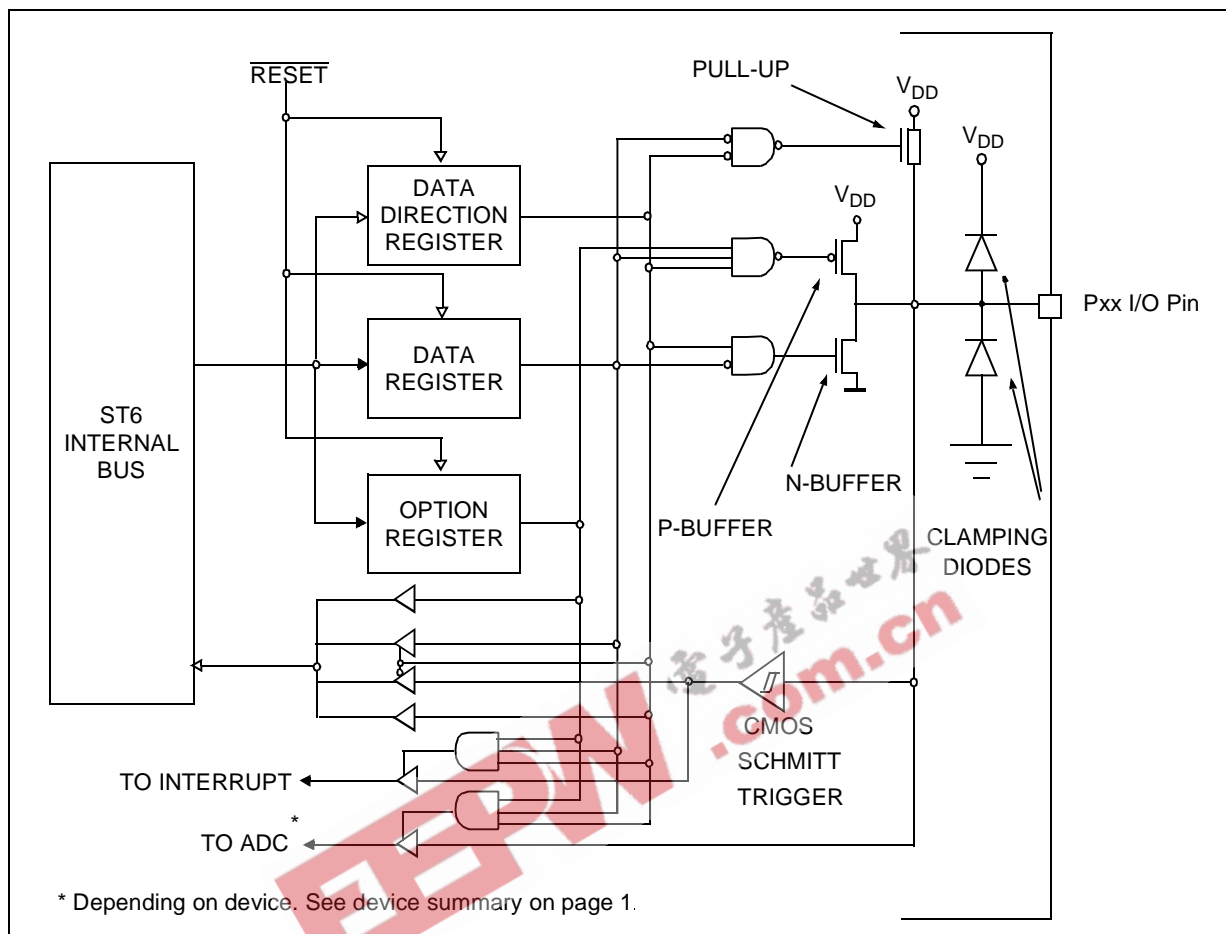 RESET
PULL-UP
VDD
VDD
DATA
DIRECTION
REGISTER
VDD
Pxx I/O Pin
DATA
REGISTER
ST6
INTERNAL
BUS
N-BUFFER
OPTION
REGISTER
P-BUFFER
CLAMPING
DIODES
電子產品世界
.com.cn
CMOS
SCHMITT
TRIGGER
TO INTERRUPT
TO ADC *
EEPW
* Depending on device. See device summary on page 1.